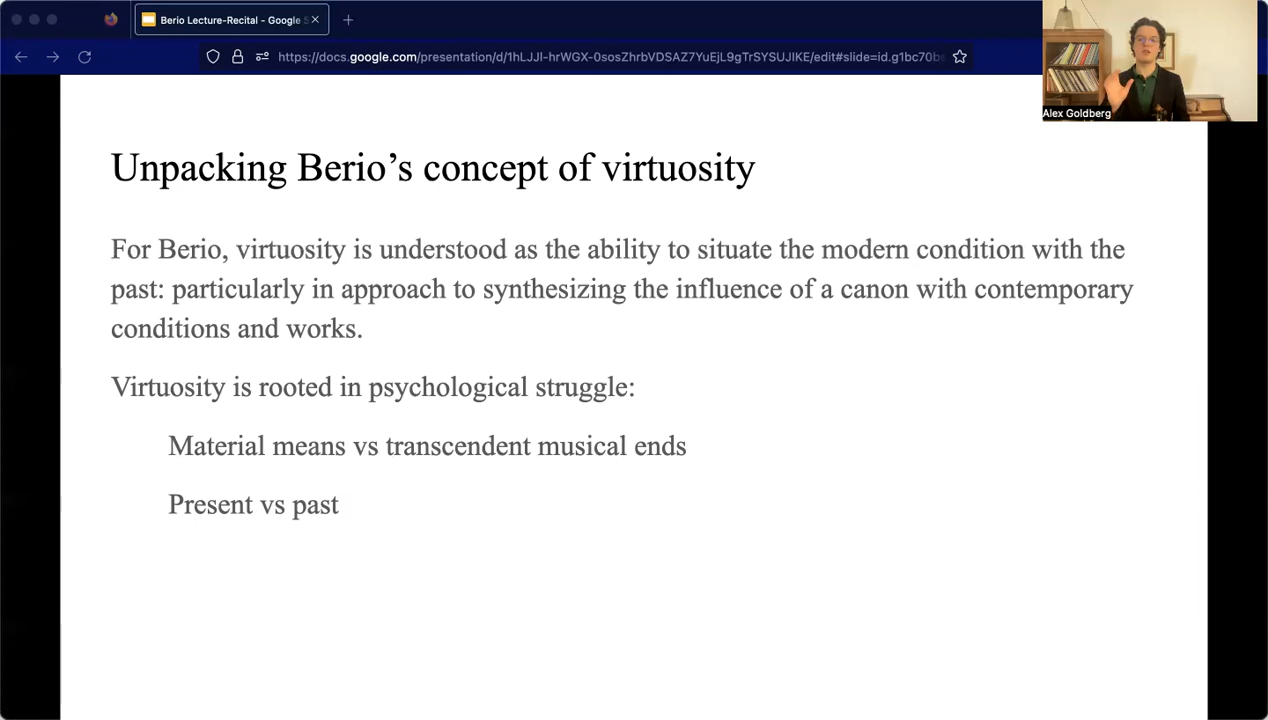 Berio Lecture-Recital - Google S
https://docs.google.com/presentation/d/1hLJJl-hrWGX-0sosZhrbVDSAZ7YuEjL9gTrSYSUJIKE/edit#slide=id.g1bc70b
Alex Goldberg
Unpacking Berio’s concept of virtuosity
For Berio, virtuosity is understood as the ability to situate the modern condition with the
past: particularly in approach to synthesizing the influence of a canon with contemporary
conditions and works.
Virtuosity is rooted in psychological struggle:
Material means vs transcendent musical ends
Present vs past